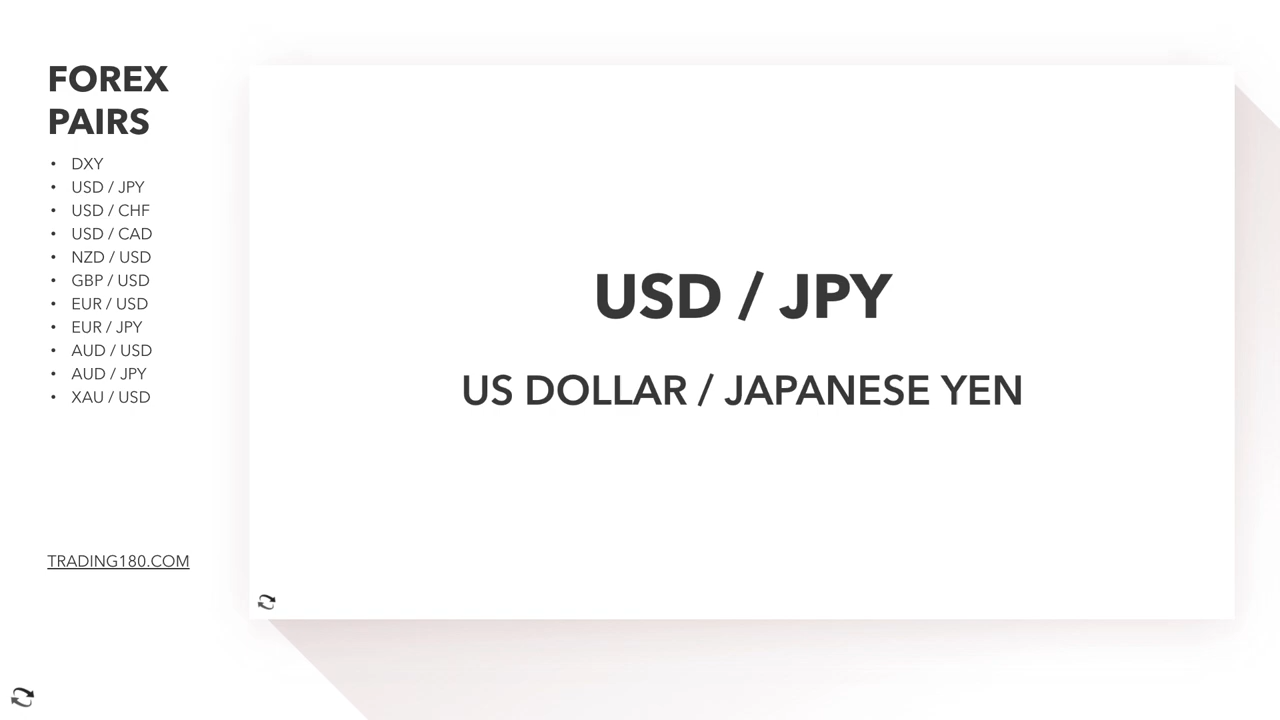 FOREX
PAIRS
• DXY
• USD / JPY
• USD / CHF
• USD / CAD
• NZD / USD
• GBP / USD
• EUR / USD
• EUR / JPY
• AUD / USD
• AUD / JPY
• XAU / USD
TRADING180.COM
USD / JPY
US DOLLAR / JAPANESE YEN